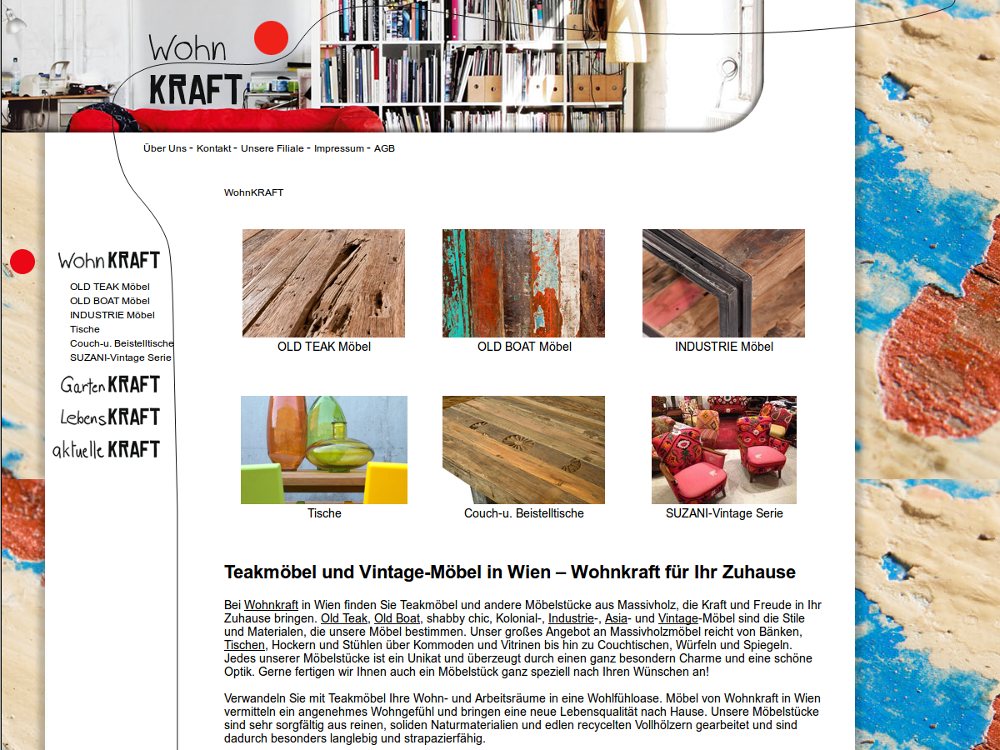 Wohn
KRAFT
Über Uns - Kontakt - Unsere Filiale - Impressum - AGB
WohnKRAFT
Wohn KRAFT
OLD TEAK Möbel
OLD BOAT Möbel
INDUSTRIE Möbel
Tische
Couch-u. Beistelltische
SUZANI-Vintage Serie
Garten KRAFT
Lebens KRAFT
aktuelle KRAFT
OLD TEAK Möbel
OLD BOAT Möbel
INDUSTRIE Möbel
Tische
Couch-u. Beistelltische
SUZANI-Vintage Serie
Teakmöbel und Vintage-Möbel in Wien – Wohnkraft für Ihr Zuhause
Bei Wohnkraft in Wien finden Sie Teakmöbel und andere Möbelstücke aus Massivholz, die Kraft und Freude in Ihr
Zuhause bringen. Old Teak, Old Boat, shabby chic, Kolonial-, Industrie-, Asia- und Vintage-Möbel sind die Stile
und Materialen, die unsere Möbel bestimmen. Unser großes Angebot an Massivholzmöbel reicht von Bänken,
Tischen, Hockern und Stühlen über Kommoden und Vitrinen bis hin zu Couchtischen, Würfeln und Spiegeln.
Jedes unserer Möbelstücke ist ein Unikat und überzeugt durch einen ganz besondern Charme und eine schöne
Optik. Gerne fertigen wir Ihnen auch ein Möbelstück ganz speziell nach Ihren Wünschen an!
Verwandeln Sie mit Teakmöbel Ihre Wohn- und Arbeitsräume in eine Wohlfühloase. Möbel von Wohnkraft in Wien
vermitteln ein angenehmes Wohngefühl und bringen eine neue Lebensqualität nach Hause. Unsere Möbelstücke
sind sehr sorgfältig aus reinen, soliden Naturmaterialien und edlen recycelten Vollhölzern gearbeitet und sind
dadurch besonders langlebig und strapazierfähig.